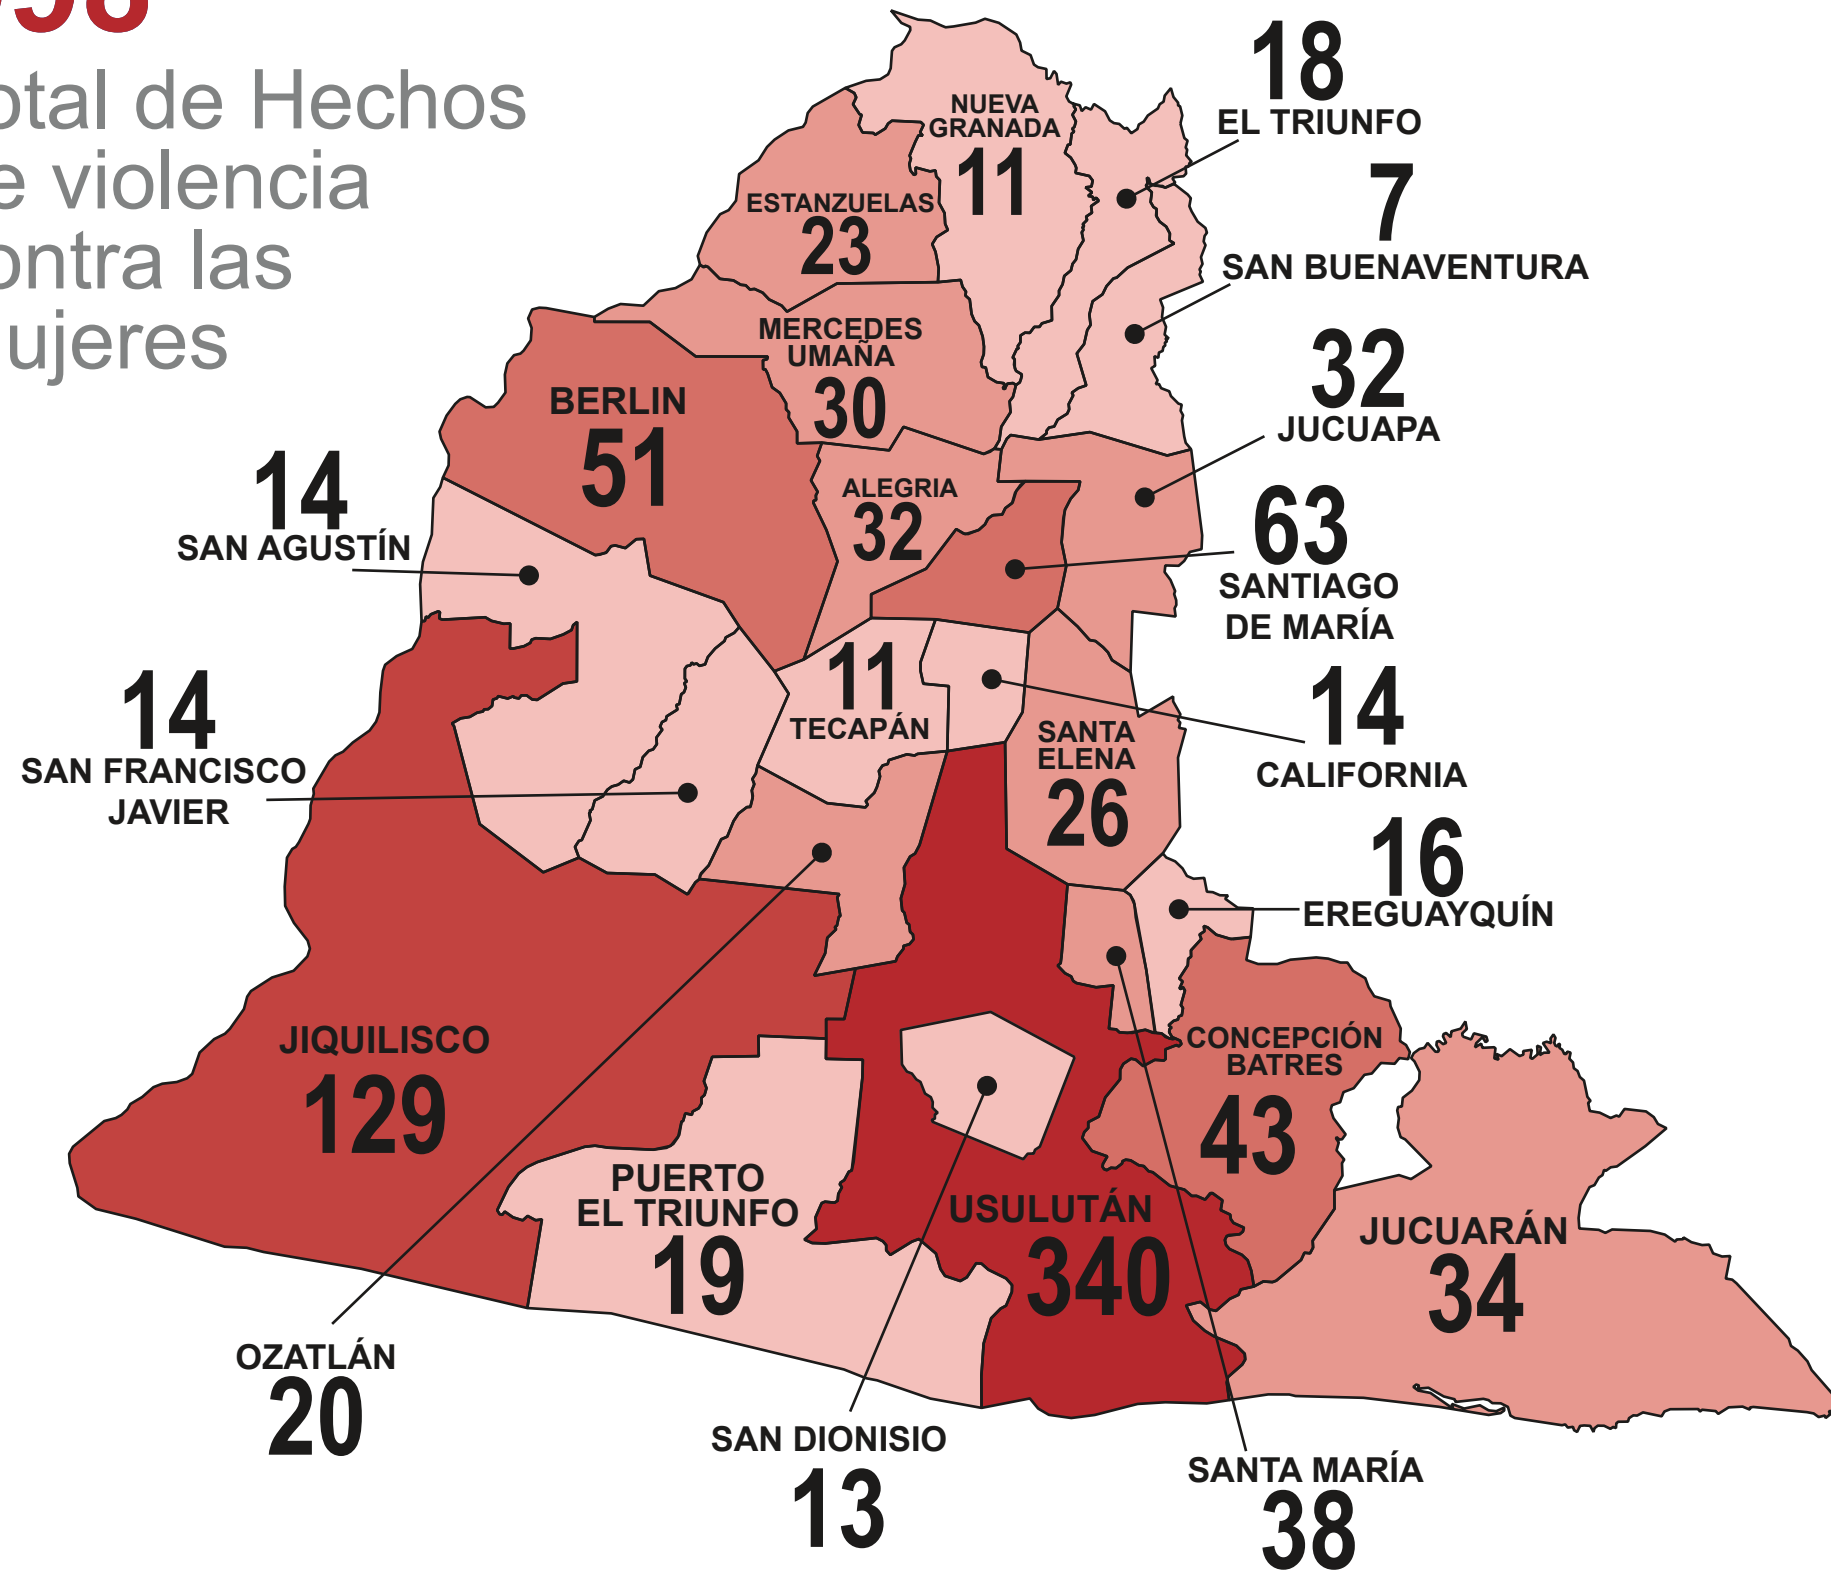 998
otal de Hechos
e violencia
ontra las
ujeres
18
EL TRIUNFO
NUEVA
GRANADA
11
7
SAN BUENAVENTURA
ESTANZUELAS
23
MERCEDES
UMAÑA
30
32
JUCUAPA
BERLIN
51
14
SAN AGUSTÍN
ALEGRIA
32
63
SANTIAGO
DE MARÍA
14
SAN FRANCISCO
JAVIER
11
TECAPÁN
14
CALIFORNIA
SANTA
ELENA
26
16
EREGUAYQUÍN
JIQUILISCO
129
CONCEPCIÓN
BATRES
43
PUERTO
EL TRIUNFO
19
USULUTÁN
340
JUCUARÁN
34
OZATLÁN
20
SAN DIONISIO
13
SANTA MARÍA
38